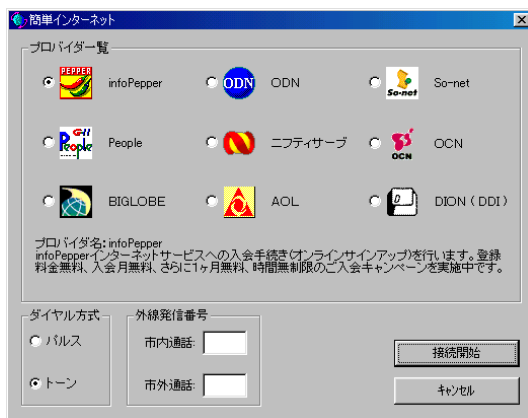 簡単インターネット
プロバイダ一覧
PEPPER infoPepper
ODN ODN
So-net So-net
G-II People People
ニフティサーブ
OCN OCN
BIGLOBE
AOL
D DION ( DDI )
プロバイダ名: infoPepper
infoPepperインターネットサービスへの入会手続き(オンラインサインアップ)を行います。登録
料金無料、入会月無料、さらに1ヶ月無料、時間無制限のご入会キャンペーンを実施中です。
ダイヤル方式
パルス
トーン
外線発信番号
市内通話:
市外通話:
接続開始
キャンセル